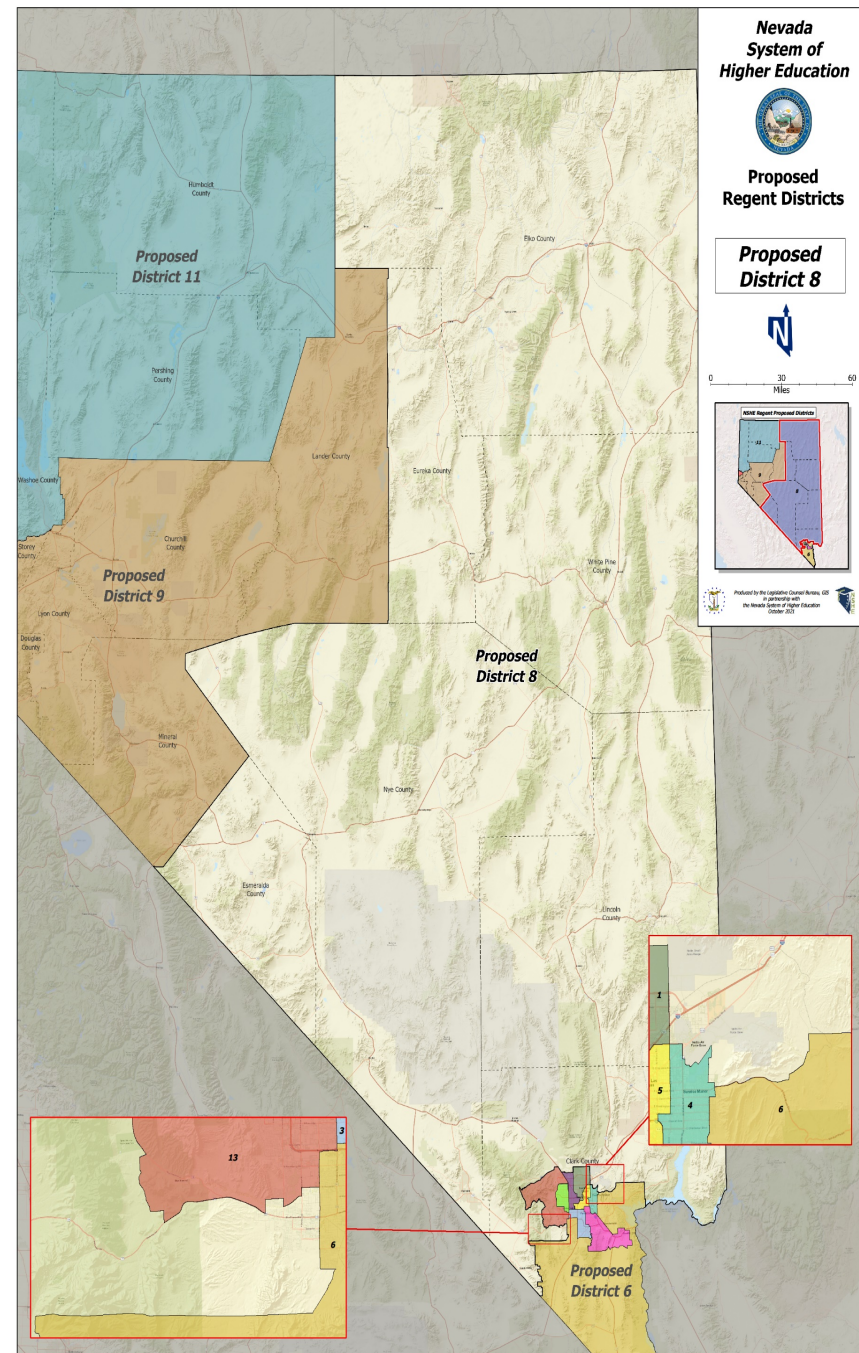 Nevada
System of
Higher Education
Proposed
Regent Districts
Proposed
District 8
N
0 30 60
Miles
NSHE Regent Proposed Districts
11
9
8
6
Produced by the Legislative Counsel Bureau, GIS
in partnership with
the Nevada System of Higher Education
October 2021
Humboldt
County
Elko County
Proposed
District 11
Pershing
County
Lander County
Eureka County
Washoe County
Churchill
County
Storey
County
White Pine
County
Proposed
District 9
Lyon County
Douglas
County
Proposed
District 8
Mineral
County
Nye County
Esmeralda
County
Lincoln
County
1
5
4
6
Clark County
13
3
6
Proposed
District 6